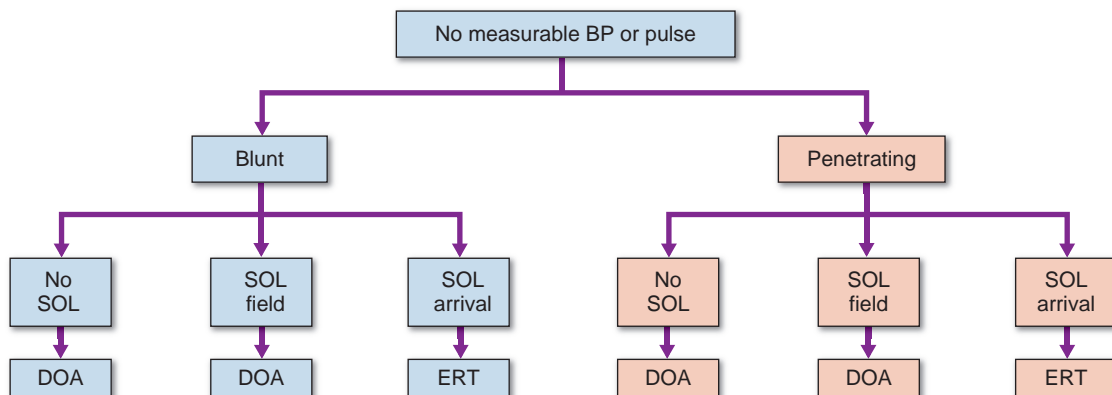 No measurable BP or pulse
Blunt
Penetrating
No
SOL
SOL
field
SOL
arrival
No
SOL
SOL
field
SOL
arrival
DOA
DOA
ERT
DOA
DOA
ERT